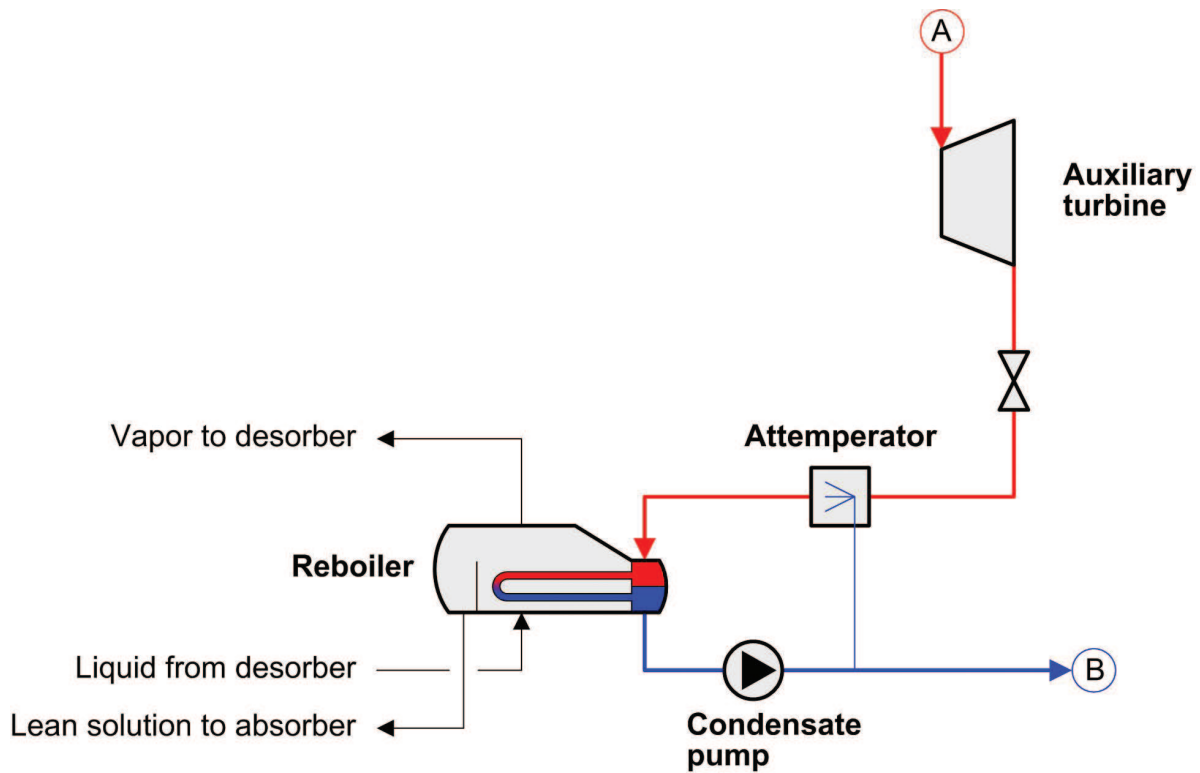 A
Auxiliary
turbine
Vapor to desorber
Attemperator
Reboiler
Liquid from desorber
B
Lean solution to absorber
Condensate
pump